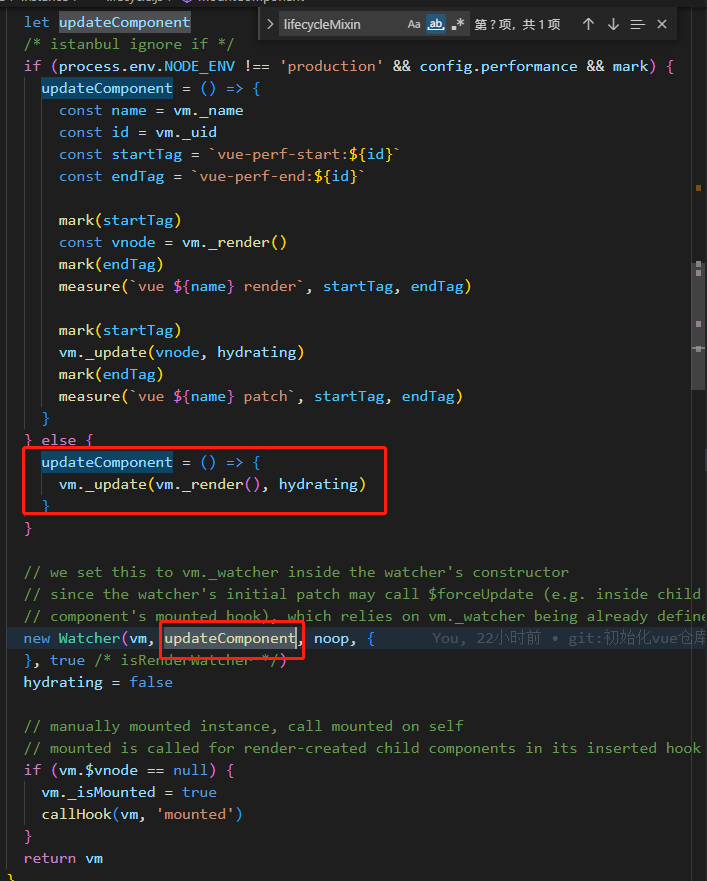 let updateComponent
lifecycleMixin Aa ab, .* 第 ? 项, 共 1 项
/* istanbul ignore if */
if (process.env.NODE_ENV !== 'production' && config.performance && mark) {
updateComponent = () => {
const name = vm._name
const id = vm._uid
const startTag = `vue-perf-start:${id}`
const endTag = `vue-perf-end:${id}`
mark(startTag)
const vnode = vm._render()
mark(endTag)
measure(`vue ${name} render`, startTag, endTag)
mark(startTag)
vm._update(vnode, hydrating)
mark(endTag)
measure(`vue ${name} patch`, startTag, endTag)
}
} else {
updateComponent = () => {
vm._update(vm._render(), hydrating)
}
}
// we set this to vm._watcher inside the watcher's constructor
// since the watcher's initial patch may call $forceUpdate (e.g. inside child
// component's mounted hook), which relies on vm._watcher being already define
new Watcher(vm, updateComponent, noop, { You, 22小时前 • git:初始化vue仓库
}, true /* isRenderWatcher */)
hydrating = false
// manually mounted instance, call mounted on self
// mounted is called for render-created child components in its inserted hook
if (vm.$vnode == null) {
vm._isMounted = true
callHook(vm, 'mounted')
}
return vm
}